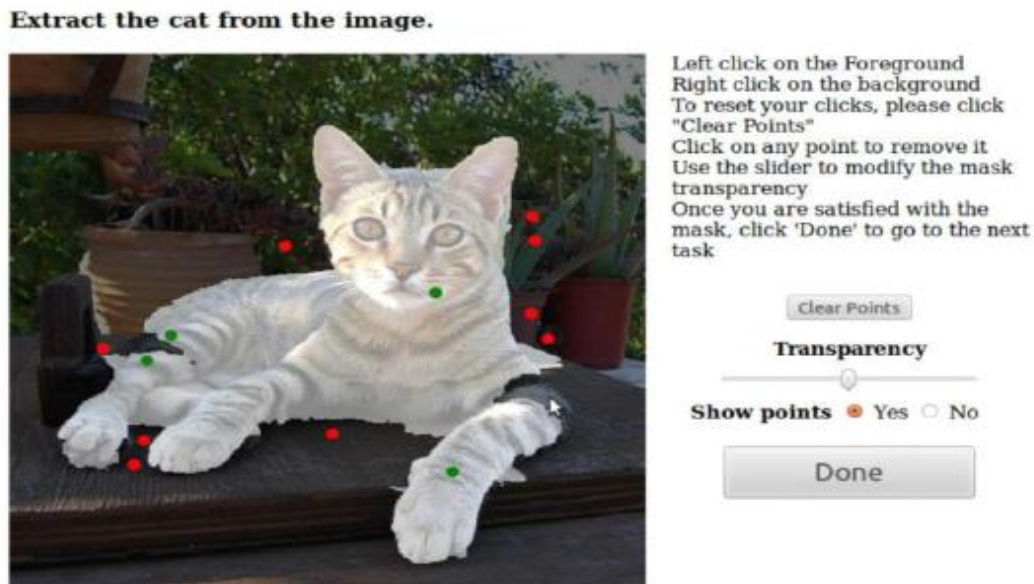 Extract the cat from the image.
Left click on the Foreground
Right click on the background
To reset your clicks, please click
"Clear Points"
Click on any point to remove it
Use the slider to modify the mask
transparency
Once you are satisfied with the
mask, click 'Done' to go to the next
task
Clear Points
Transparency
Show points Yes No
Done